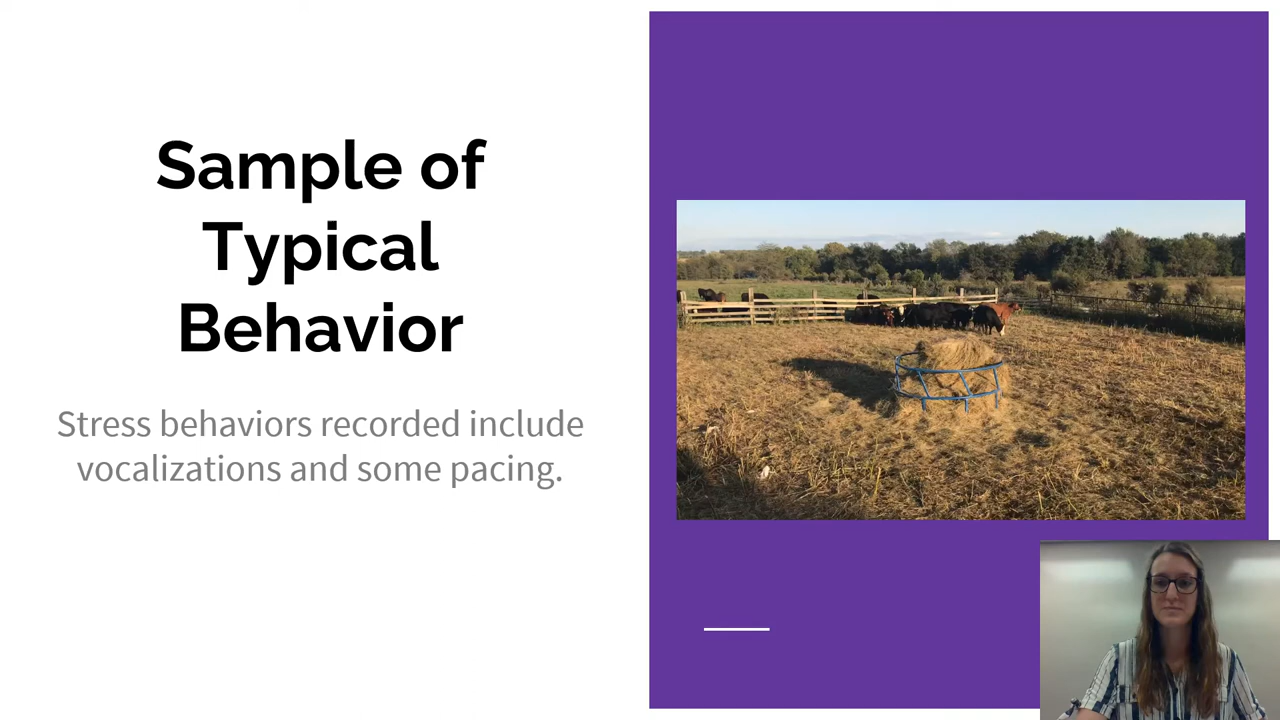 Sample of
Typical
Behavior
Stress behaviors recorded include
vocalizations and some pacing.